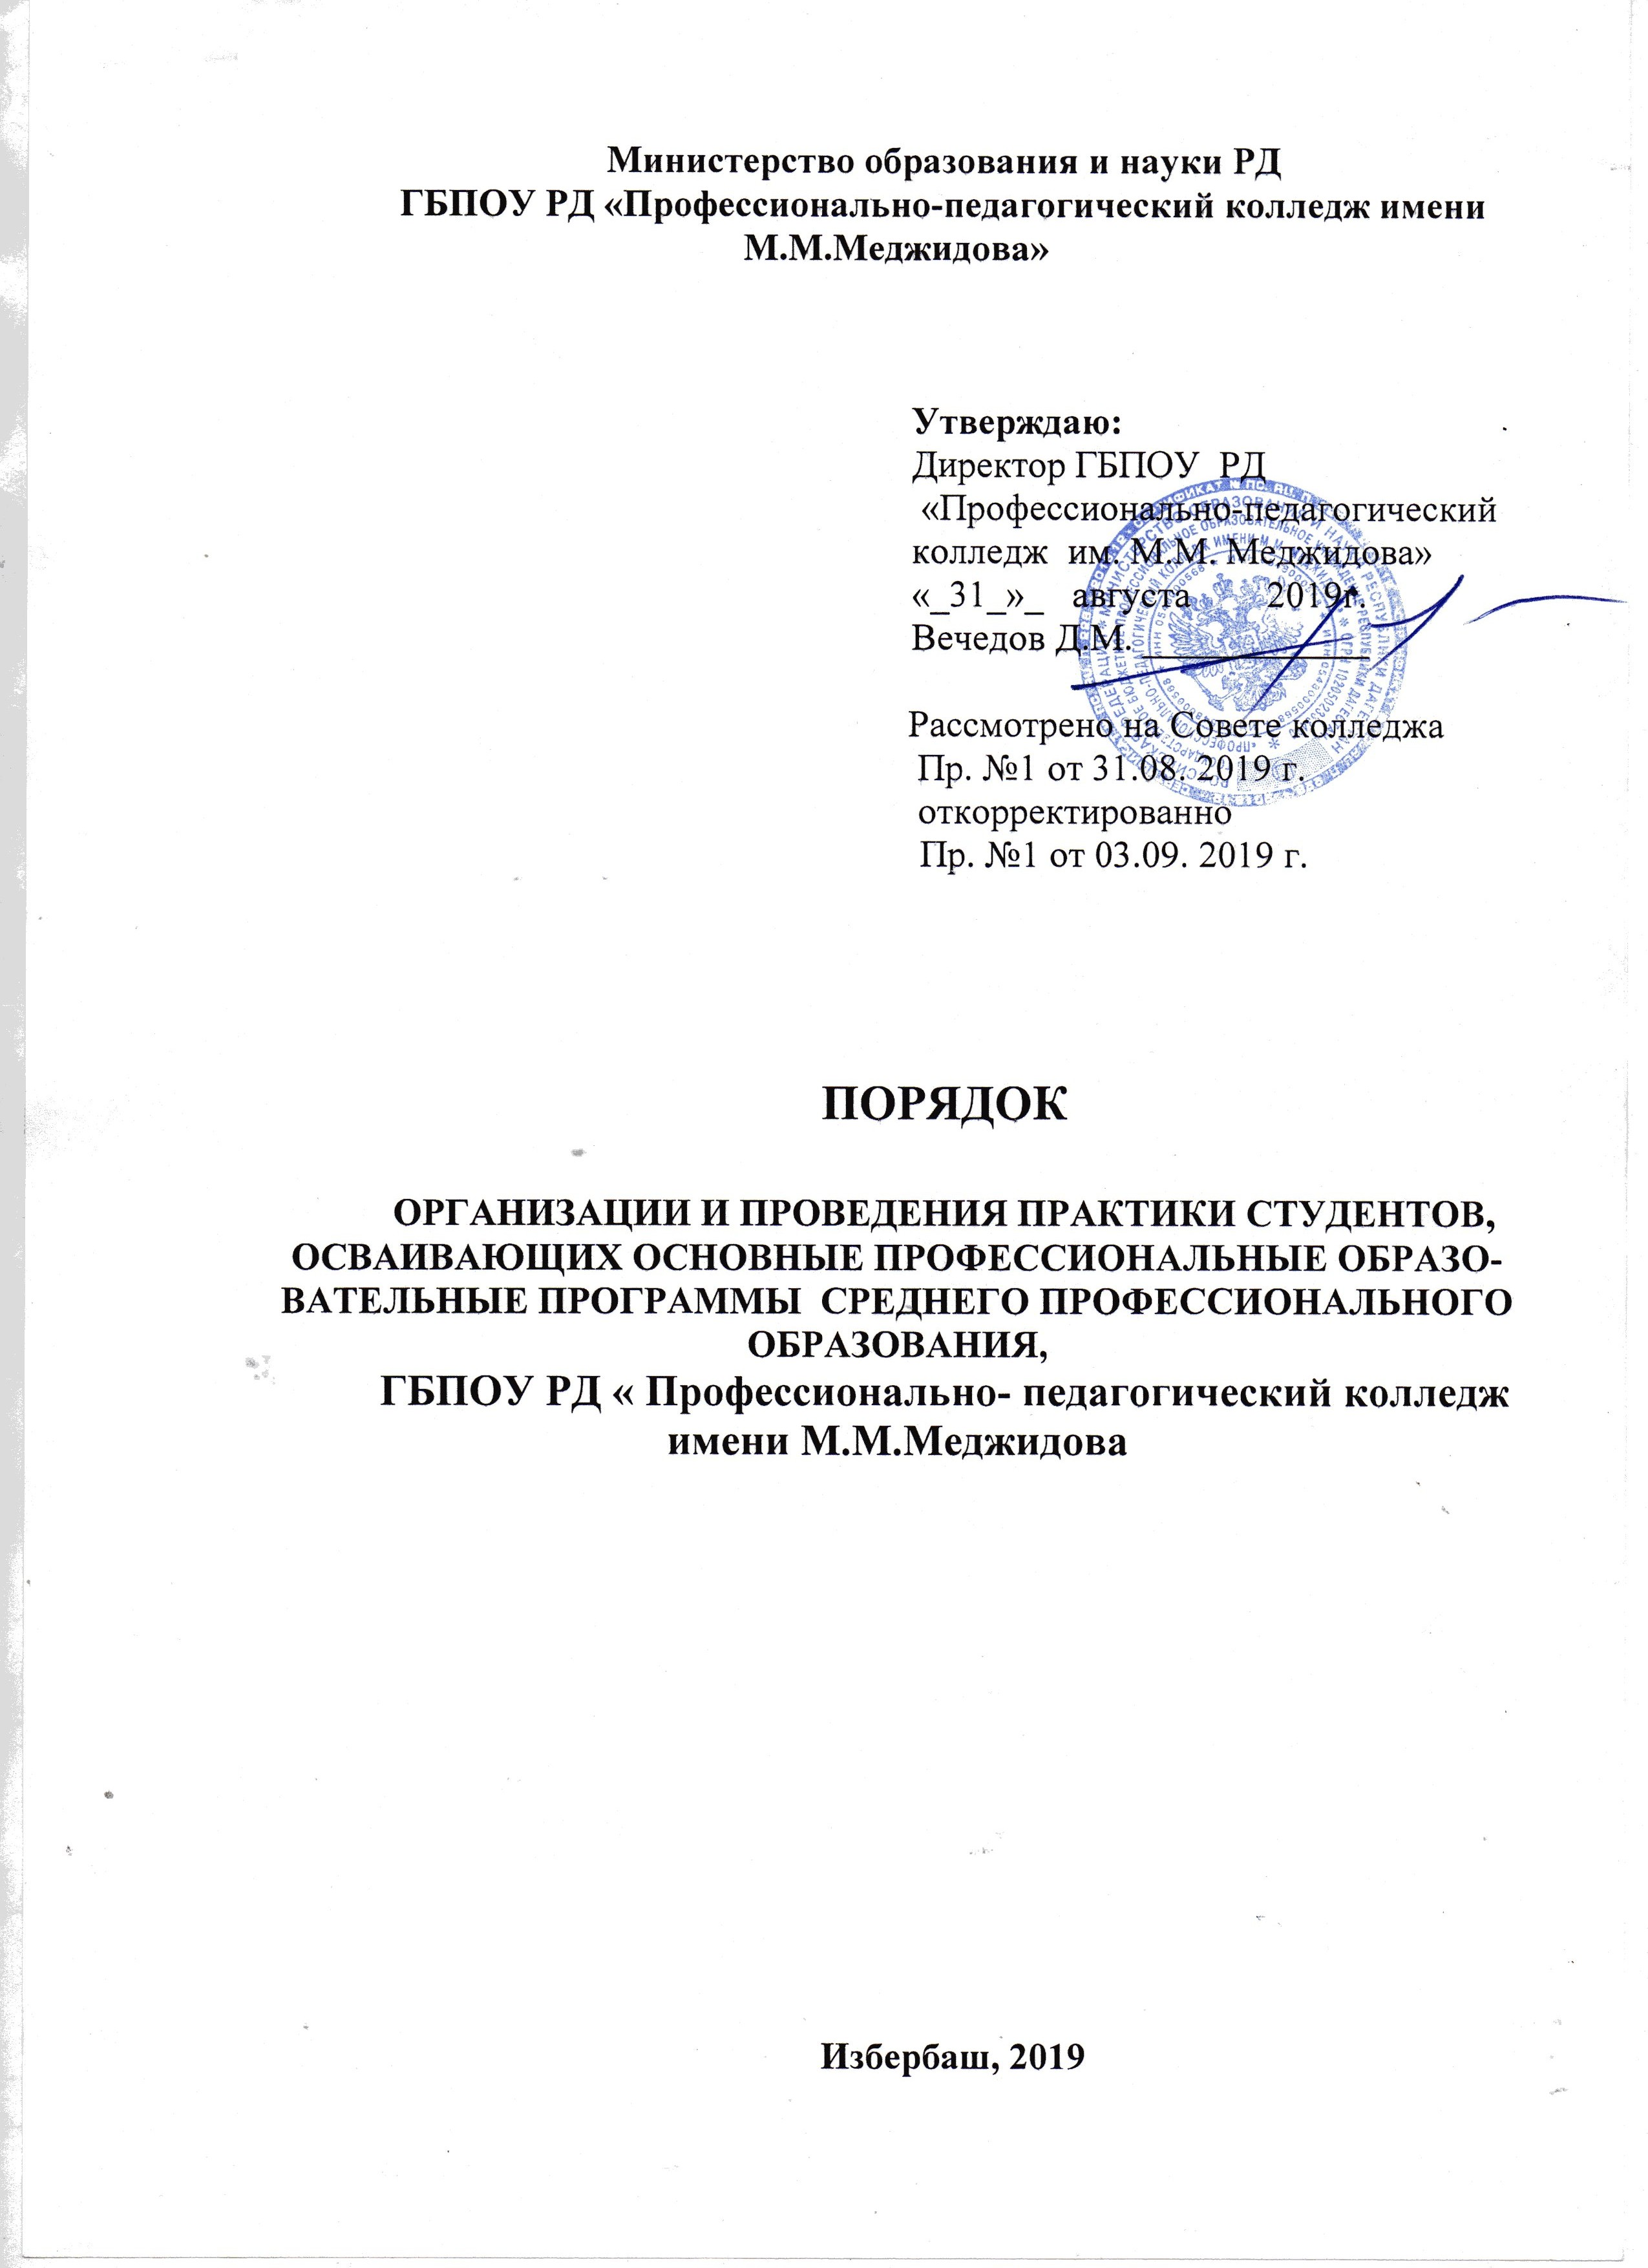 Министерство образования и науки РД
ГБПОУ РД «Профессионально-педагогический колледж имени
М.М.Меджидова»
Утверждаю:
Директор ГБПОУ РД
«Профессионально-педагогический
колледж им. М.М. Меджидова»
«_31_»_ августа 2019г.
Вечедов Д.М. ____________
Рассмотрено на Совете колледжа
Пр. №1 от 31.08. 2019 г.
откорректированно
Пр. №1 от 03.09. 2019 г.
ПОРЯДОК
ОРГАНИЗАЦИИ И ПРОВЕДЕНИЯ ПРАКТИКИ СТУДЕНТОВ,
ОСВАИВАЮЩИХ ОСНОВНЫЕ ПРОФЕССИОНАЛЬНЫЕ ОБРАЗО-
ВАТЕЛЬНЫЕ ПРОГРАММЫ СРЕДНЕГО ПРОФЕССИОНАЛЬНОГО
ОБРАЗОВАНИЯ,
ГБПОУ РД « Профессионально- педагогический колледж
имени М.М.Меджидова
Избербаш, 2019